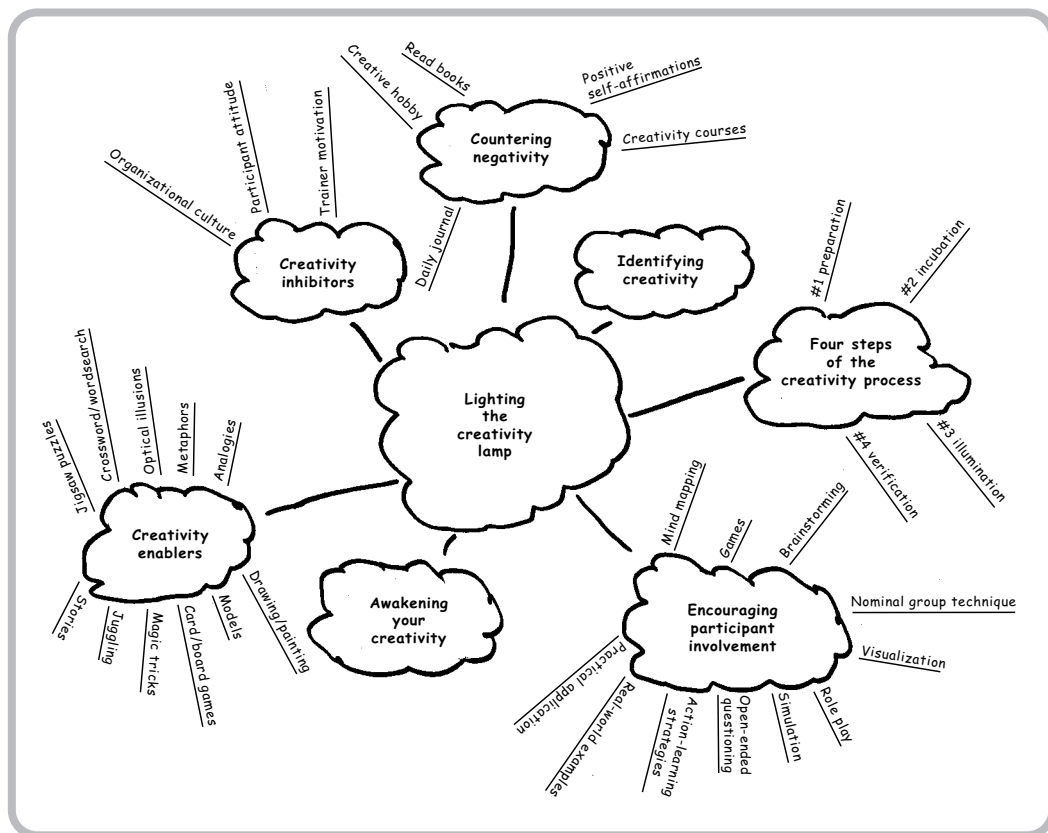 Read books
Creative hobby
Positive
self-affirmations
Countering
negativity
Creativity courses
Daily journal
Participant attitude
Trainer motivation
Organizational culture
Creativity
inhibitors
Identifying
creativity
#1 preparation
#2 incubation
Four steps
of the
creativity process
#3 illumination
#4 verification
Lighting
the
creativity
lamp
Jigsaw puzzles
Crossword/wordsearch
Optical illusions
Metaphors
Analogies
Creativity
enablers
Stories
Juggling
Magic tricks
Card/board games
Models
Drawing/painting
Awakening
your
creativity
Mind mapping
Games
Brainstorming
Nominal group technique
Encouraging
participant
involvement
Visualization
Practical application
Real-world examples
Action-learning
strategies
Open-ended
questioning
Simulation
Role play